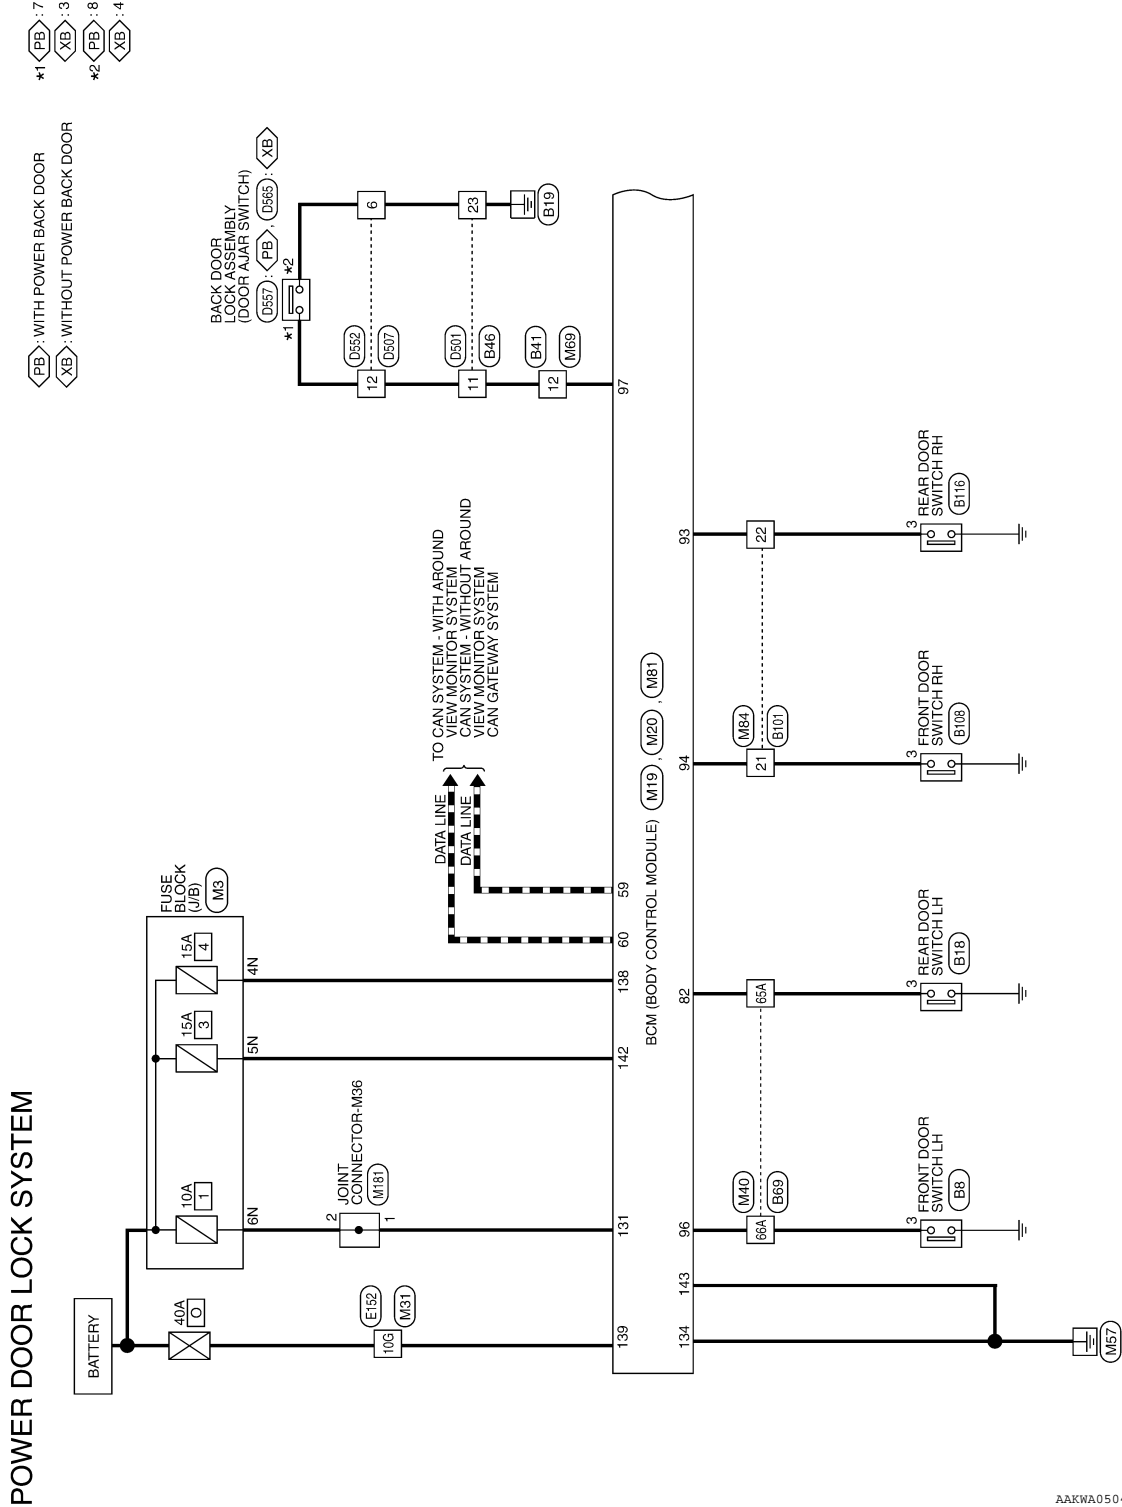 POWER DOOR LOCK SYSTEM
PB : WITH POWER BACK DOOR
XB : WITHOUT POWER BACK DOOR
*1 PB : 7
XB : 3
*2 PB : 8
XB : 4
BATTERY
40A
O
10A
1
15A
3
15A
4
FUSE
BLOCK
(J/B)
M3
6N
5N
4N
E152
M31
10G
JOINT
CONNECTOR-M36
M181
2
1
DATA LINE
DATA LINE
TO CAN SYSTEM - WITH AROUND
VIEW MONITOR SYSTEM
CAN SYSTEM - WITHOUT AROUND
VIEW MONITOR SYSTEM
CAN GATEWAY SYSTEM
BACK DOOR
LOCK ASSEMBLY
(DOOR AJAR SWITCH)
D557 : PB , D565 : XB
*1
*2
12
D552
D507
6
11
D501
B46
23
B19
12
B41
M69
139
131
142
138
60
59
97
BCM (BODY CONTROL MODULE) M19 , M20 , M81
134
143
96
82
94
93
66A
M40
B69
65A
21
M84
B101
22
3
FRONT DOOR
SWITCH LH
B8
3
REAR DOOR
SWITCH LH
B18
3
FRONT DOOR
SWITCH RH
B108
3
REAR DOOR
SWITCH RH
B116
M57